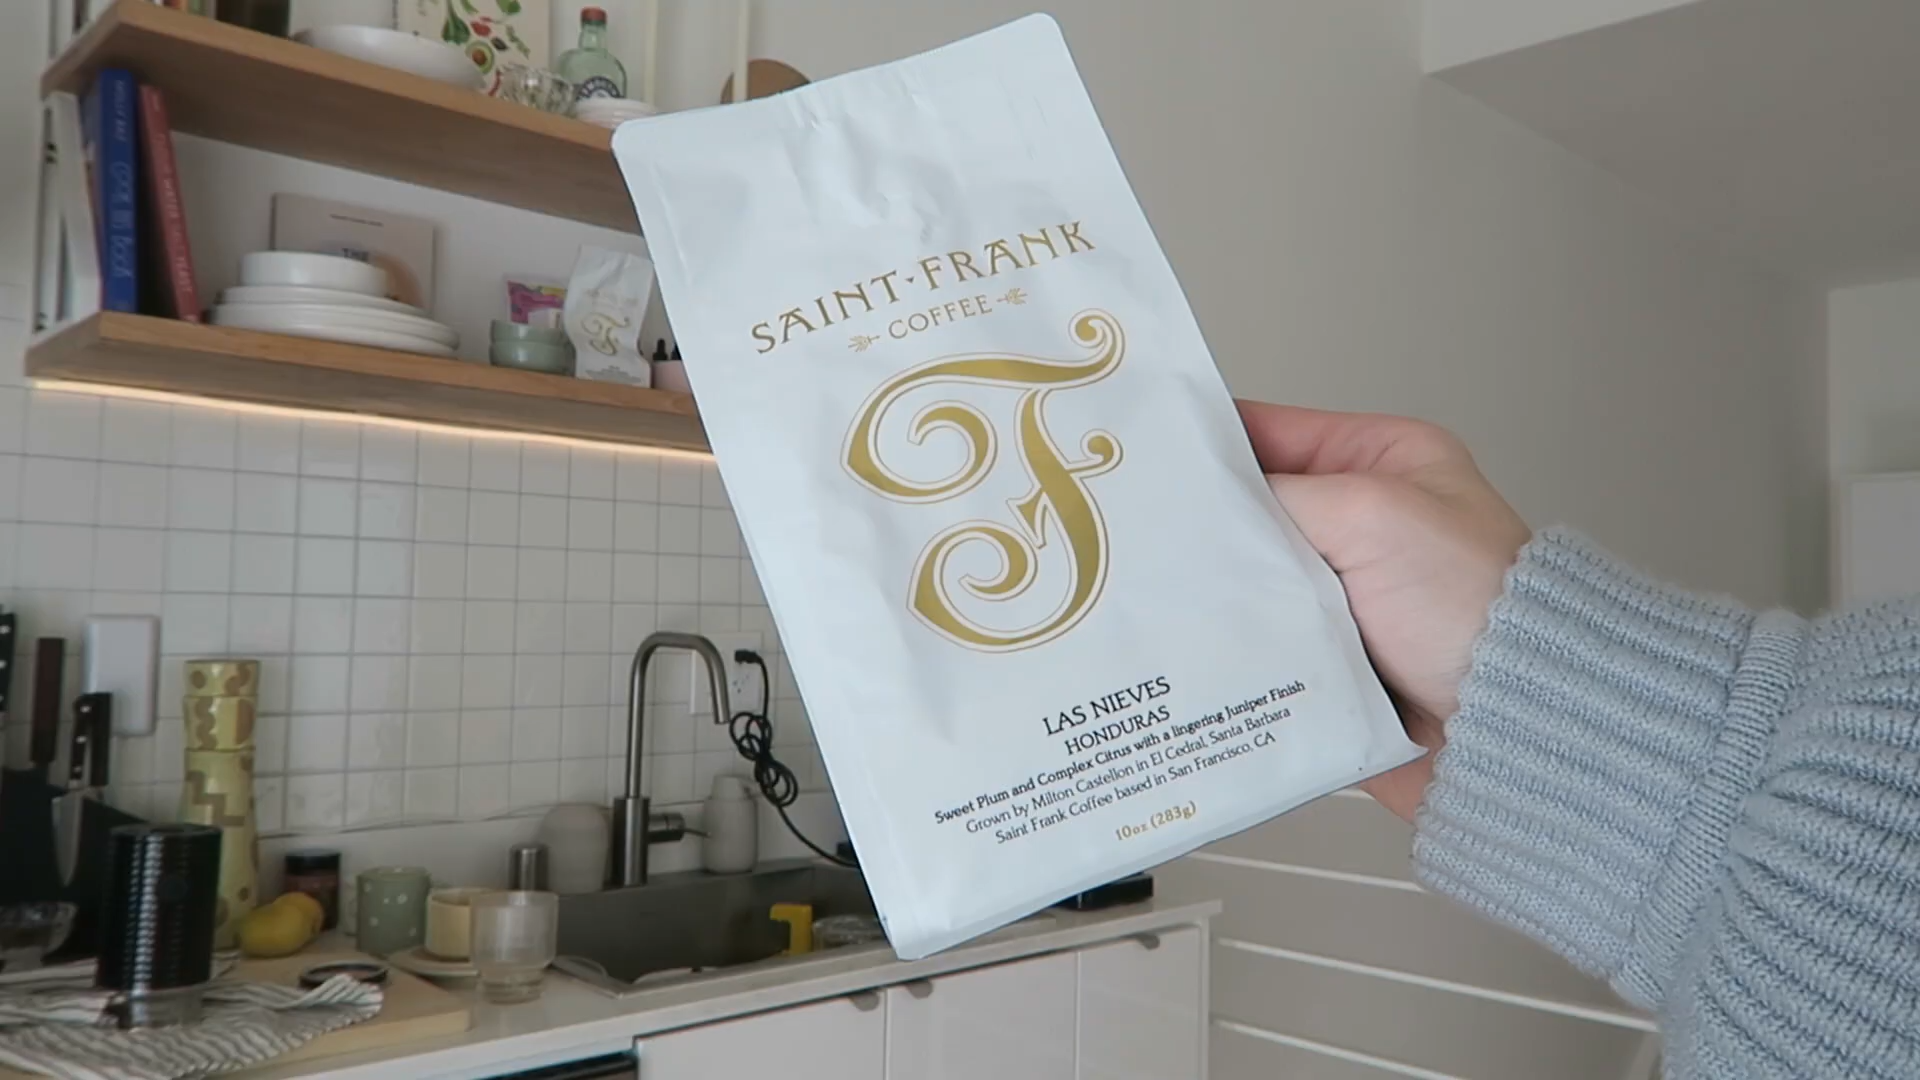 SAINT·FRANK
COFFEE
F
LAS NIEVES
HONDURAS
Sweet Plum and Complex Citrus with a lingering Juniper Finish
Grown by Milton Castellon in El Cedral, Santa Barbara
Saint Frank Coffee based in San Francisco, CA
10oz (283g)
THE